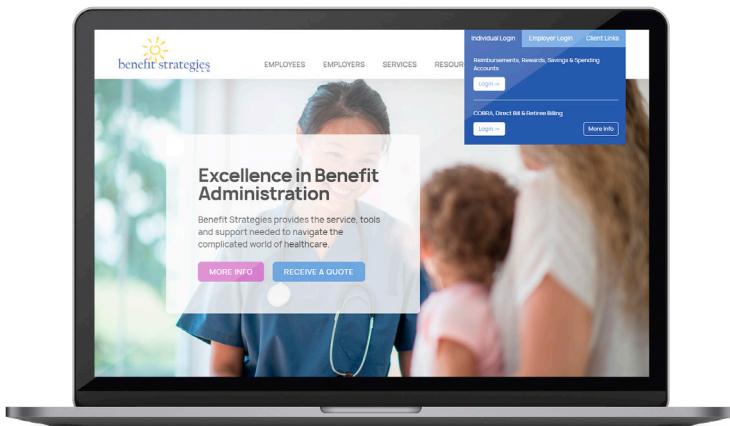 benefit strategies
EMPLOYEES EMPLOYERS SERVICES
Individual Login Employer Login Client Links
Reimbursements, Rewards, Savings & Spending
Accounts
Login →
COBRA, Direct Bill & Retiree Billing
Login → More Info
Excellence in Benefit
Administration
Benefit Strategies provides the service, tools
and support needed to navigate the
complicated world of healthcare.
MORE INFO RECEIVE A QUOTE